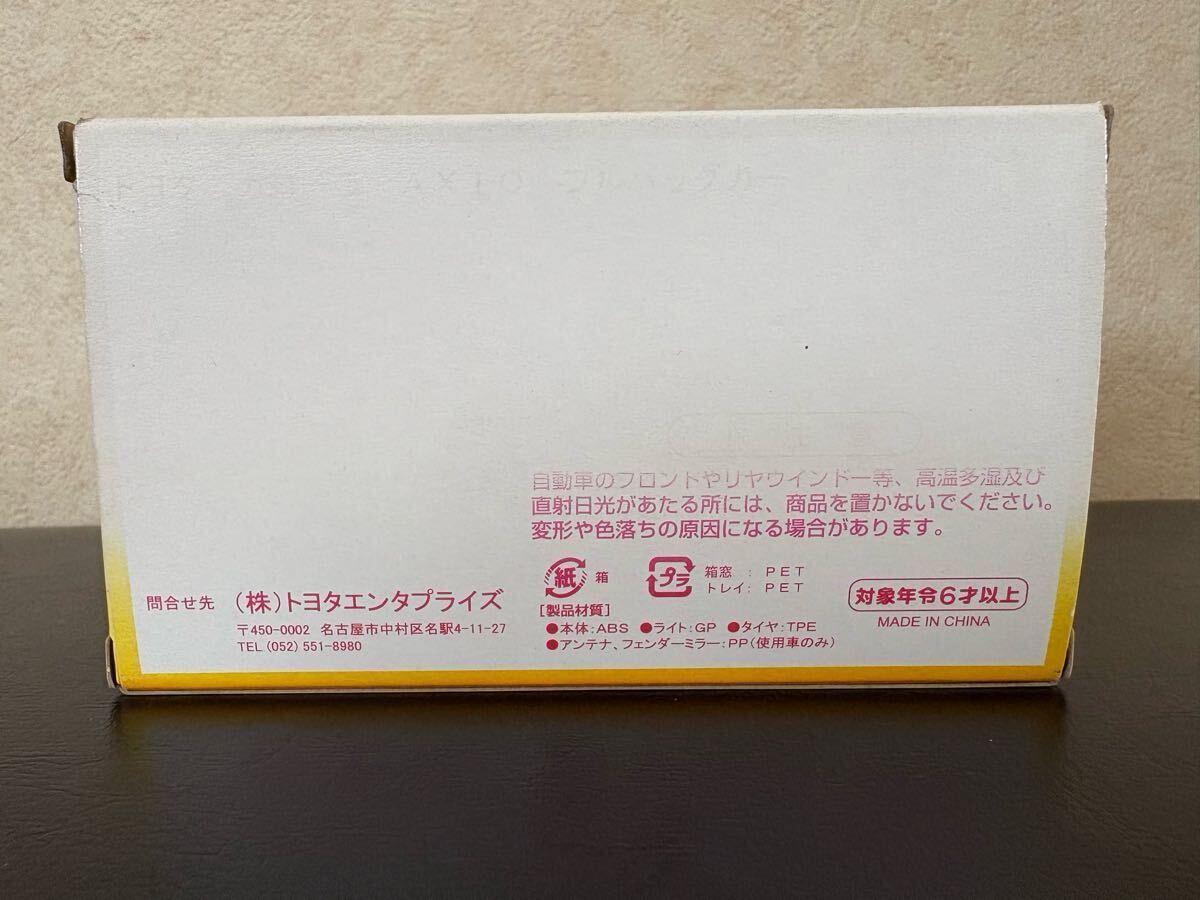 プルバックカー
自動車のフロントやリヤウインドー等、高温多湿及び
直射日光があたる所には、商品を置かないでください。
変形や色落ちの原因になる場合があります。
紙 箱
プラ 箱窓 : PET
トレイ : PET
[製品材質]
●本体:ABS ●ライト:GP ●タイヤ:TPE
●アンテナ、フェンダーミラー:PP(使用車のみ)
対象年令6才以上
MADE IN CHINA
問合せ先 (株)トヨタエンタプライズ
〒450-0002 名古屋市中村区名駅4-11-27
TEL (052) 551-8980